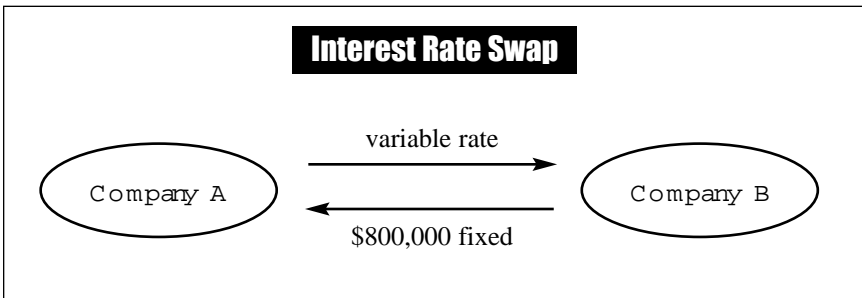 Interest Rate Swap
variable rate
Company A
Company B
$800,000 fixed